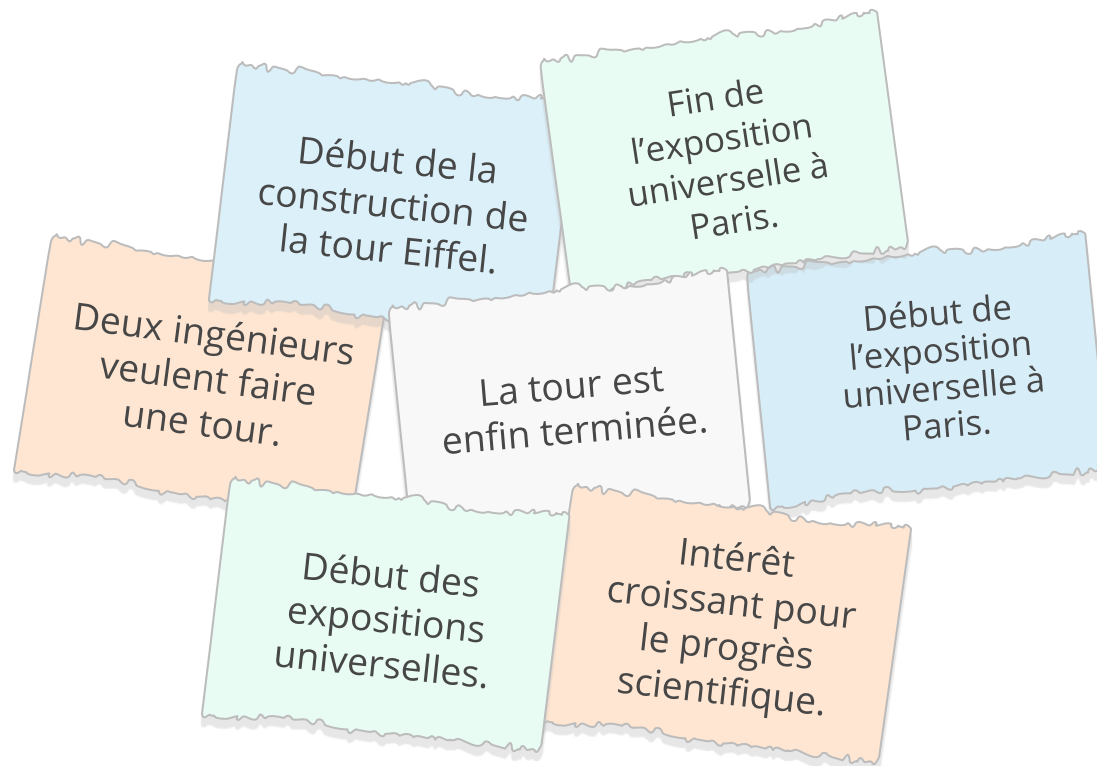 Début de la
construction de
la tour Eiffel.
Fin de
l’exposition
universelle à
Paris.
Deux ingénieurs
veulent faire
une tour.
La tour est
enfin terminée.
Début de
l’exposition
universelle à
Paris.
Début des
expositions
universelles.
Intérêt
croissant pour
le progrès
scientifique.